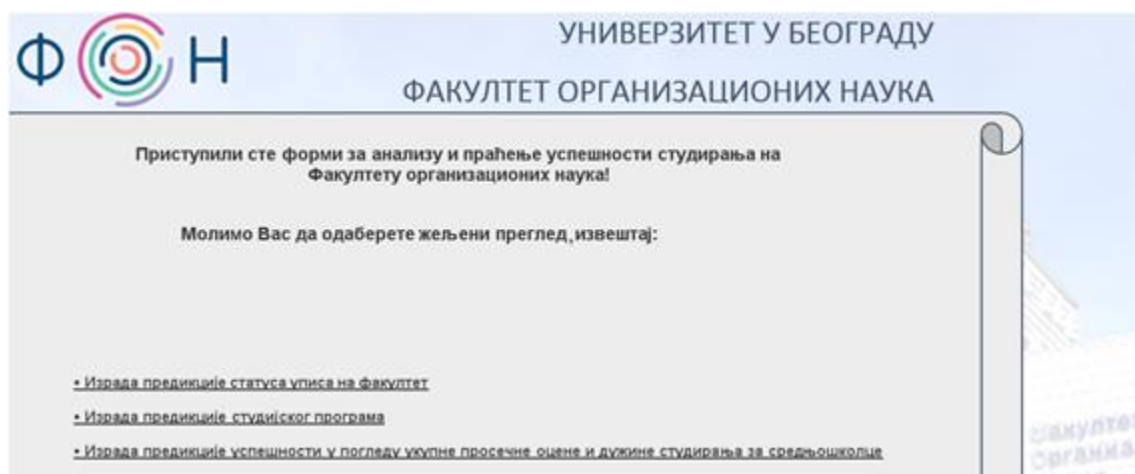 Ф Н
УНИВЕРЗИТЕТ У БЕОГРАДУ
ФАКУЛТЕТ ОРГАНИЗАЦИОНИХ НАУКА
Приступили сте форми за анализу и праћење успешности студирања на
Факултету организационих наука!
Молимо Вас да одаберете жељени преглед,извештај:
• Израда предикције статуса уписа на факултет
• Израда предикције студијског програма
• Израда предикције успешности у погледу укупне просечне оцене и дужине студирања за средњошколце